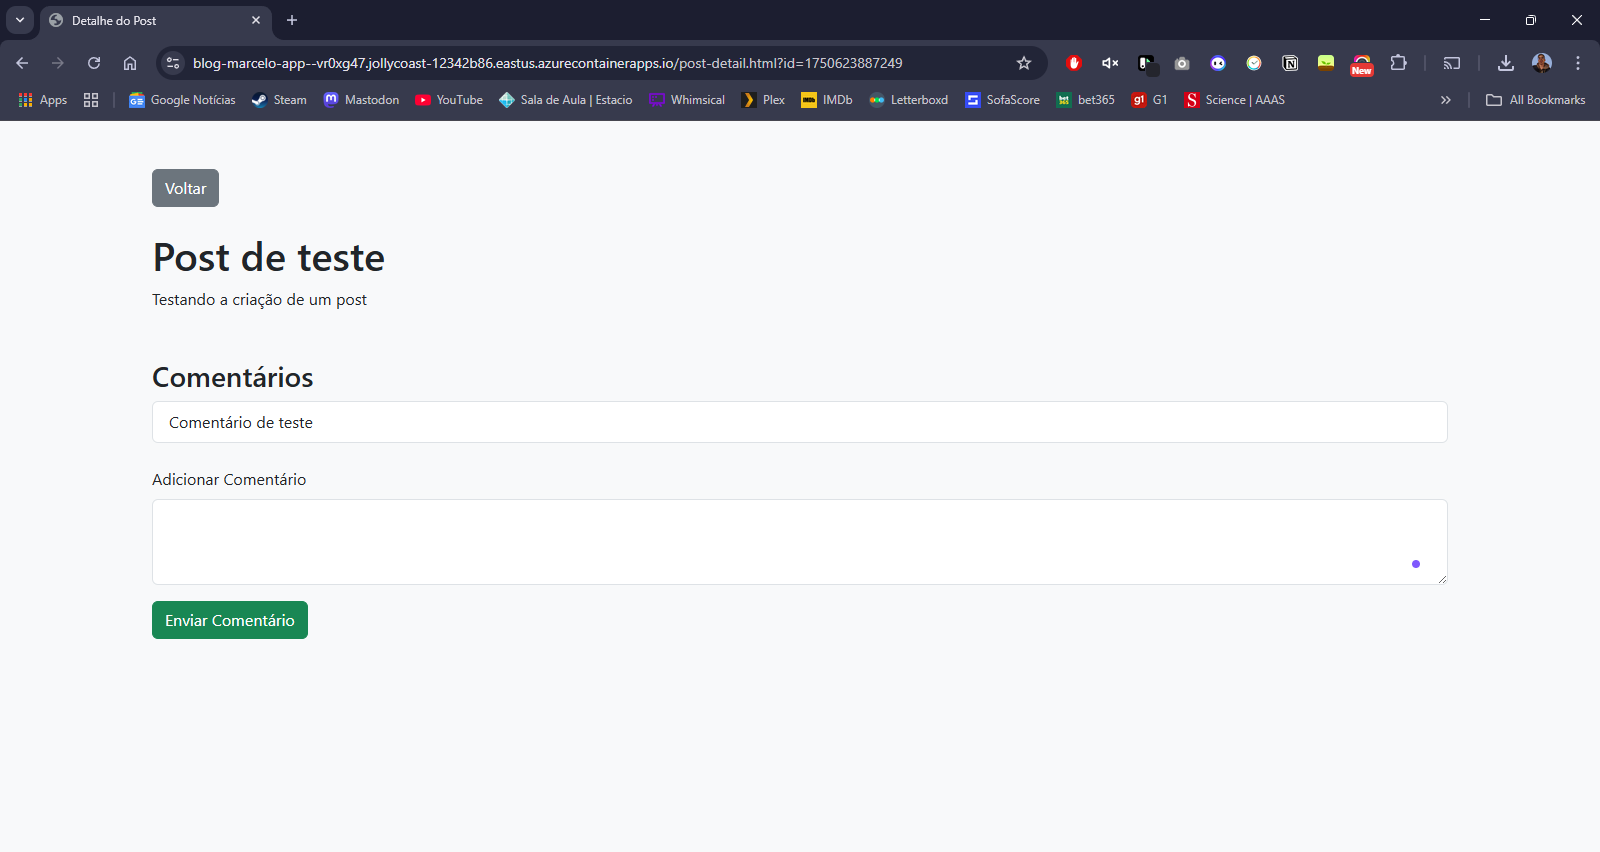 Detalhe do Post
blog-marcelo-app--vr0xg47.jollycoast-12342b86.eastus.azurecontainerapps.io/post-detail.html?id=1750623887249
New
Apps
Google Notícias
Steam
Mastodon
YouTube
Sala de Aula | Estacio
Whimsical
Plex
IMDb
Letterboxd
SofaScore
bet365
G1
Science | AAAS
All Bookmarks
Voltar
Post de teste
Testando a criação de um post
Comentários
Comentário de teste
Adicionar Comentário
Enviar Comentário